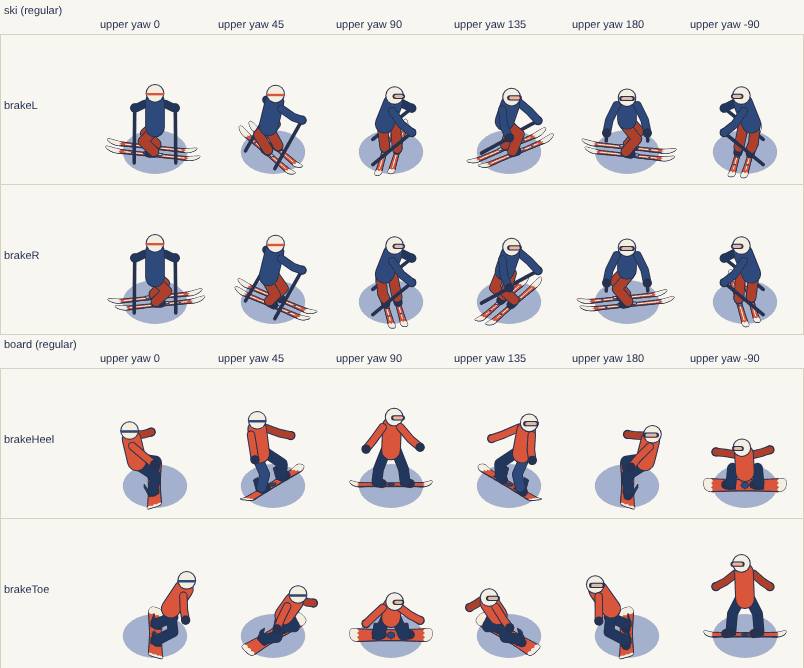 ski (regular)
upper yaw 0 upper yaw 45 upper yaw 90 upper yaw 135 upper yaw 180 upper yaw -90
brakeL
brakeR
board (regular)
upper yaw 0 upper yaw 45 upper yaw 90 upper yaw 135 upper yaw 180 upper yaw -90
brakeHeel
brakeToe